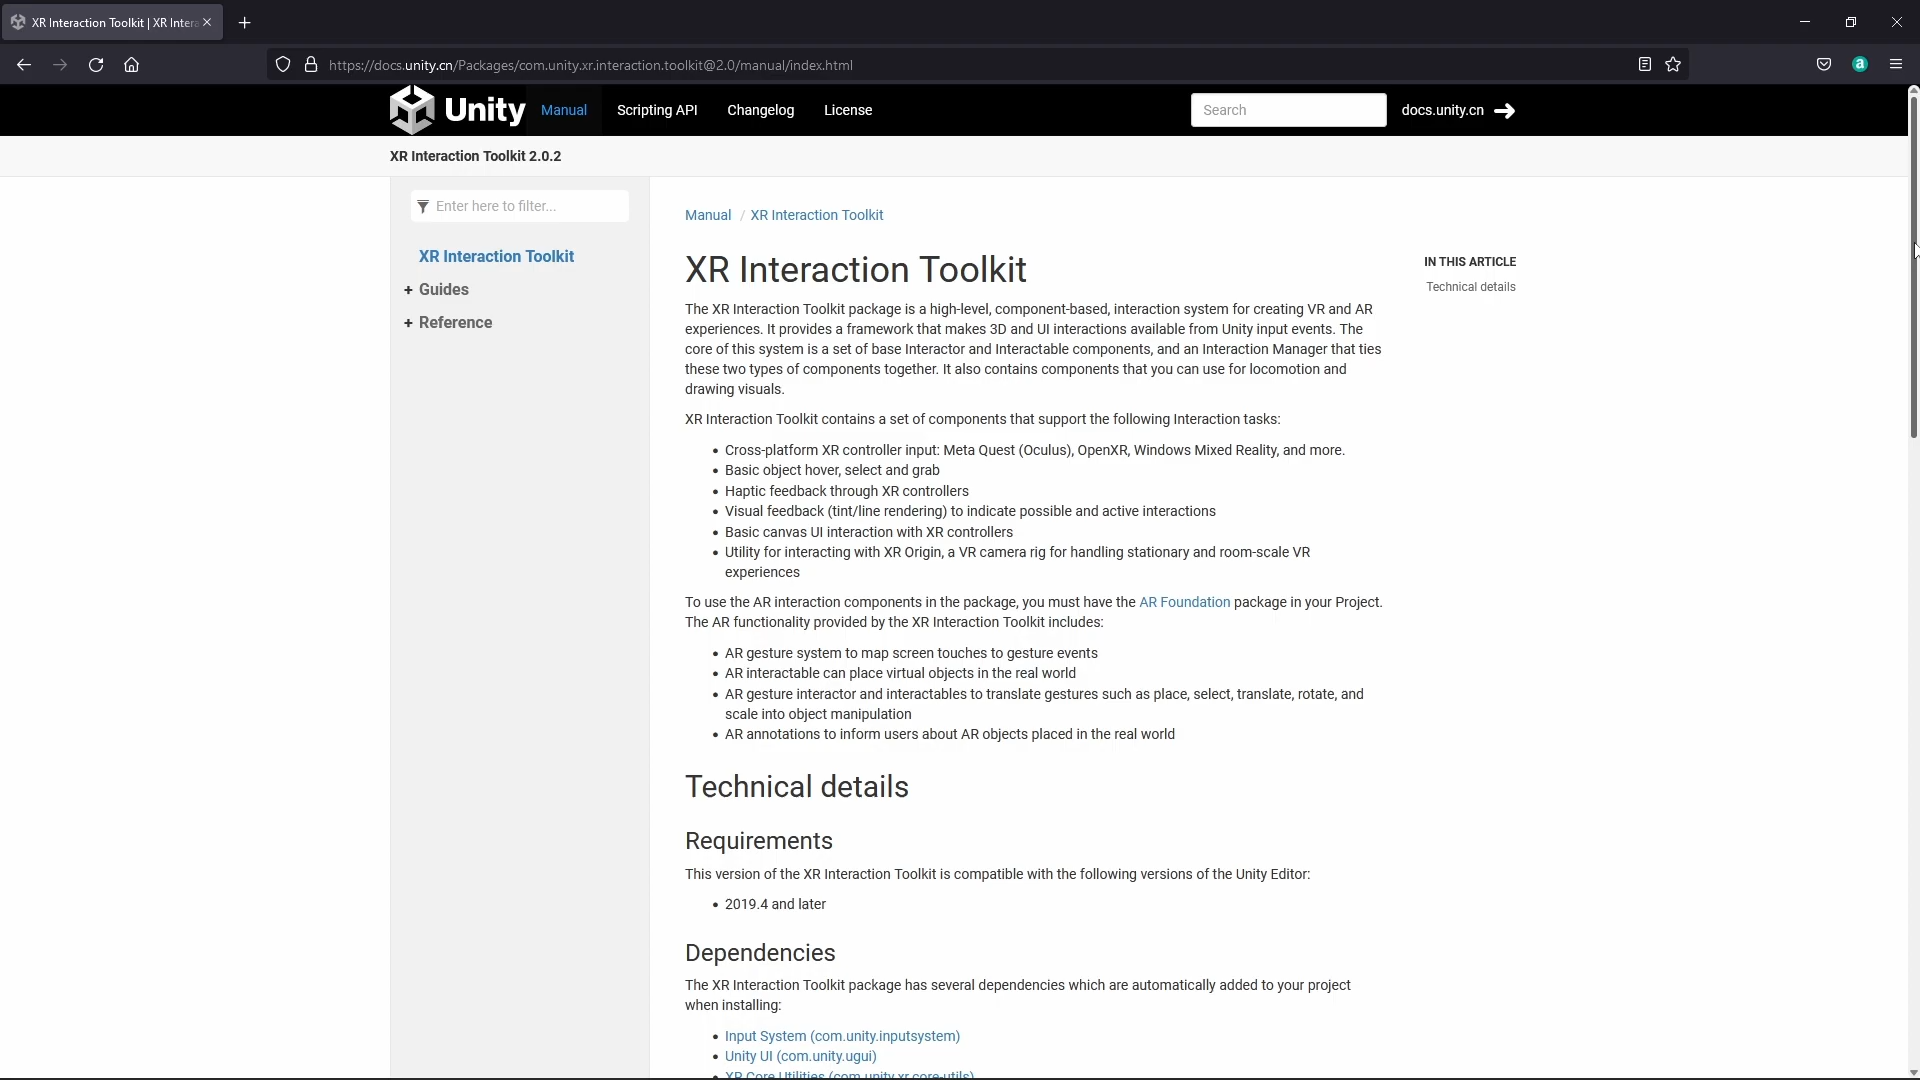 XR Interaction Toolkit | XR Intera
https://docs.unity.cn/Packages/com.unity.xr.interaction.toolkit@2.0/manual/index.html
a
Unity
Manual
Scripting API
Changelog
License
Search
docs.unity.cn
XR Interaction Toolkit 2.0.2
Enter here to filter...
XR Interaction Toolkit
+ Guides
+ Reference
Manual / XR Interaction Toolkit
XR Interaction Toolkit
The XR Interaction Toolkit package is a high-level, component-based, interaction system for creating VR and AR
experiences. It provides a framework that makes 3D and UI interactions available from Unity input events. The
core of this system is a set of base Interactor and Interactable components, and an Interaction Manager that ties
these two types of components together. It also contains components that you can use for locomotion and
drawing visuals.
XR Interaction Toolkit contains a set of components that support the following Interaction tasks:
• Cross-platform XR controller input: Meta Quest (Oculus), OpenXR, Windows Mixed Reality, and more.
• Basic object hover, select and grab
• Haptic feedback through XR controllers
• Visual feedback (tint/line rendering) to indicate possible and active interactions
• Basic canvas UI interaction with XR controllers
• Utility for interacting with XR Origin, a VR camera rig for handling stationary and room-scale VR
experiences
To use the AR interaction components in the package, you must have the AR Foundation package in your Project.
The AR functionality provided by the XR Interaction Toolkit includes:
• AR gesture system to map screen touches to gesture events
• AR interactable can place virtual objects in the real world
• AR gesture interactor and interactables to translate gestures such as place, select, translate, rotate, and
scale into object manipulation
• AR annotations to inform users about AR objects placed in the real world
Technical details
Requirements
This version of the XR Interaction Toolkit is compatible with the following versions of the Unity Editor:
• 2019.4 and later
Dependencies
The XR Interaction Toolkit package has several dependencies which are automatically added to your project
when installing:
• Input System (com.unity.inputsystem)
• Unity UI (com.unity.ugui)
• XR Core Utilities (com.unity.xr.core-utils)
IN THIS ARTICLE
Technical details